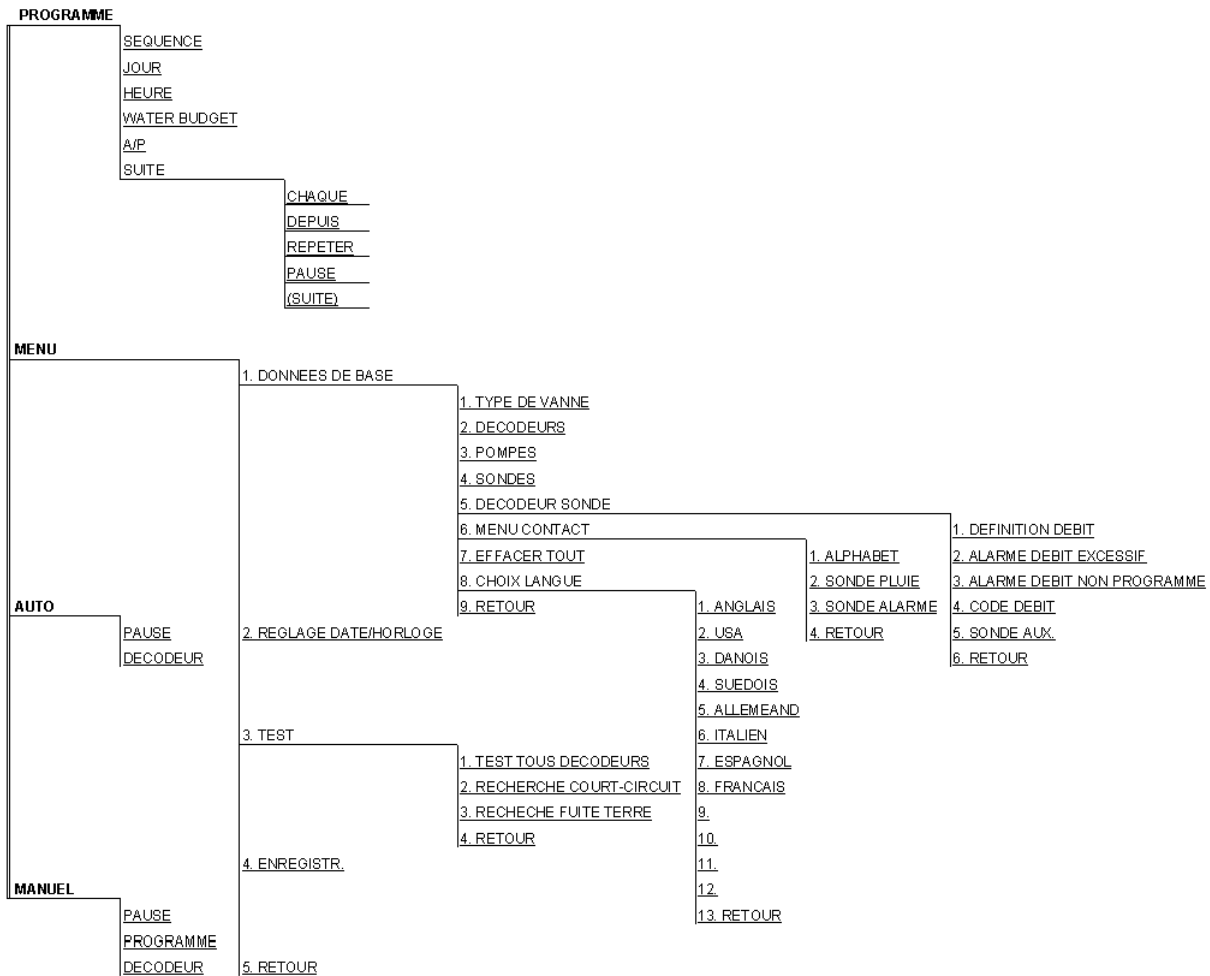 PROGRAMME
SEQUENCE
JOUR
HEURE
WATER BUDGET
A/P
SUITE
CHAQUE
DEPUIS
REPETER
PAUSE
(SUITE)
MENU
1. DONNEES DE BASE
1. TYPE DE VANNE
2. DECODEURS
3. POMPES
4. SONDES
5. DECODEUR SONDE
1. DEFINITION DEBIT
2. ALARME DEBIT EXCESSIF
3. ALARME DEBIT NON PROGRAMME
4. CODE DEBIT
5. SONDE AUX.
6. RETOUR
6. MENU CONTACT
1. ALPHABET
2. SONDE PLUIE
3. SONDE ALARME
4. RETOUR
7. EFFACER TOUT
8. CHOIX LANGUE
1. ANGLAIS
2. USA
3. DANOIS
4. SUEDOIS
5. ALLEMEAND
6. ITALIEN
7. ESPAGNOL
8. FRANCAIS
9.
10.
11.
12.
13. RETOUR
9. RETOUR
2. REGLAGE DATE/HORLOGE
3. TEST
1. TEST TOUS DECODEURS
2. RECHERCHE COURT-CIRCUIT
3. RECHECHE FUITE TERRE
4. RETOUR
4. ENREGISTR.
5. RETOUR
AUTO
PAUSE
DECODEUR
MANUEL
PAUSE
PROGRAMME
DECODEUR